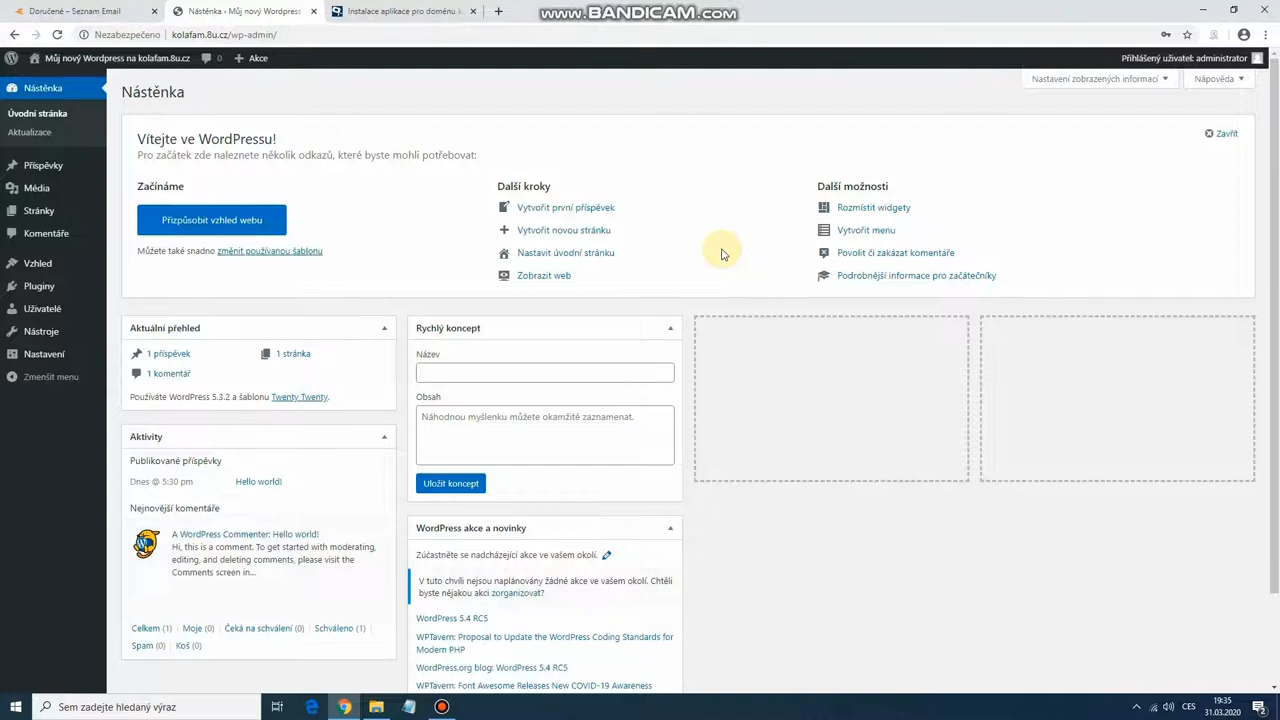 Doručené – Seznam Email
Nástěnka ‹ Můj nový Wordpress
Instalace aplikace pro doménu k
www.BANDICAM.com
Nezabezpečeno
kolafam.8u.cz/wp-admin/
Můj nový Wordpress na kolafam.8u.cz
0
Akce
Přihlášený uživatel: administrator
Nástěnka
Úvodní stránka
Aktualizace
Příspěvky
Média
Stránky
Komentáře
Vzhled
Pluginy
Uživatelé
Nástroje
Nastavení
Zmenšit menu
Nastavení zobrazených informací
Nápověda
Nástěnka
Vítejte ve WordPressu!
Zavřít
Pro začátek zde naleznete několik odkazů, které byste mohli potřebovat:
Začínáme
Přizpůsobit vzhled webu
Můžete také snadno změnit používanou šablonu
Další kroky
Vytvořit první příspěvek
Vytvořit novou stránku
Nastavit úvodní stránku
Zobrazit web
Další možnosti
Rozmístit widgety
Vytvořit menu
Povolit či zakázat komentáře
Podrobnější informace pro začátečníky
Aktuální přehled
1 příspěvek
1 stránka
1 komentář
Používáte WordPress 5.3.2 a šablonu Twenty Twenty.
Aktivity
Publikované příspěvky
Dnes @ 5:30 pm
Hello world!
Nejnovější komentáře
A WordPress Commenter: Hello world!
Hi, this is a comment. To get started with moderating,
editing, and deleting comments, please visit the
Comments screen in...
Celkem (1)
Moje (0)
Čeká na schválení (0)
Schváleno (1)
Spam (0)
Koš (0)
Rychlý koncept
Název
Obsah
Náhodnou myšlenku můžete okamžitě zaznamenat.
Uložit koncept
WordPress akce a novinky
Zúčastněte se nadcházející akce ve vašem okolí.
V tuto chvíli nejsou naplánovány žádné akce ve vašem okolí. Chtěli
byste nějakou akci zorganizovat?
WordPress 5.4 RC5
WPTavern: Proposal to Update the WordPress Coding Standards for
Modern PHP
WordPress.org blog: WordPress 5.4 RC5
WPTavern: Font Awesome Releases New COVID-19 Awareness
Sem zadejte hledaný výraz
CES
19:35
31.03.2020
2